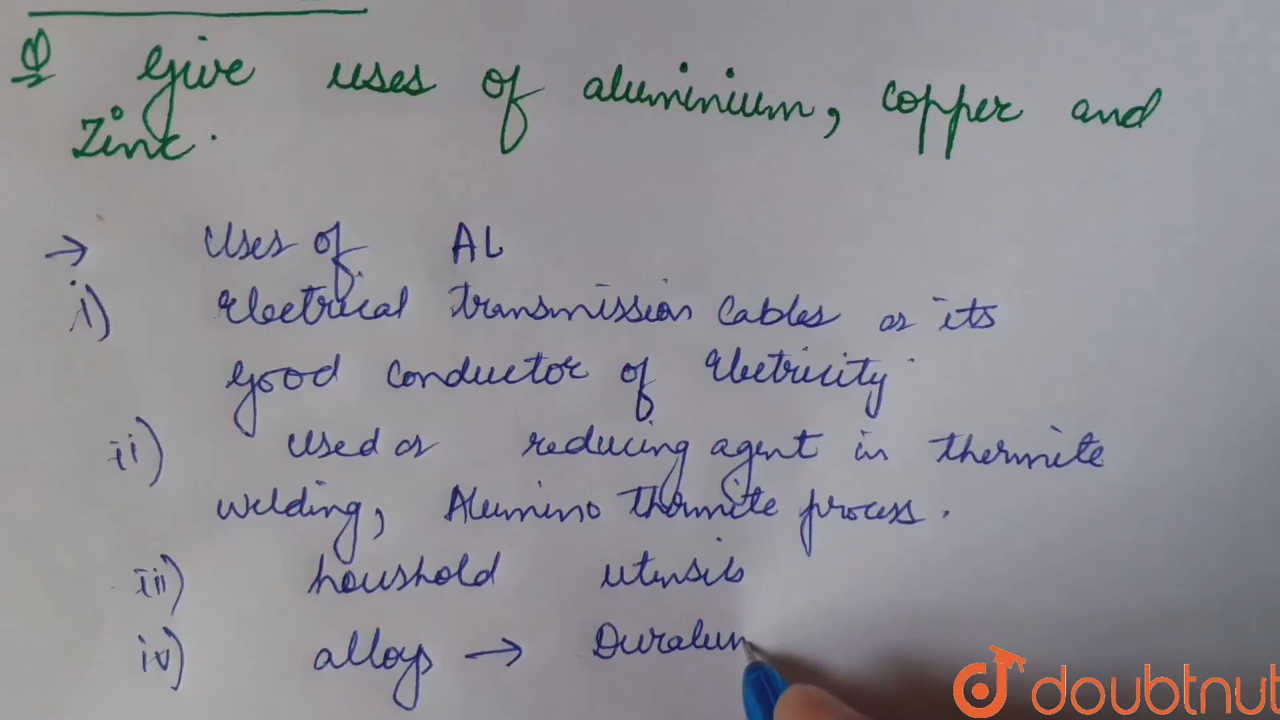 Q Give uses of aluminium, copper and
Zinc.
→ Uses of Al
i) Electrical transmission cables as its
good conductor of Electricity
ii) Used as reducing agent in thermite
welding, Alumino thermite process.
iii) houshold utensils
iv) alloys → Duralum
doubtnut